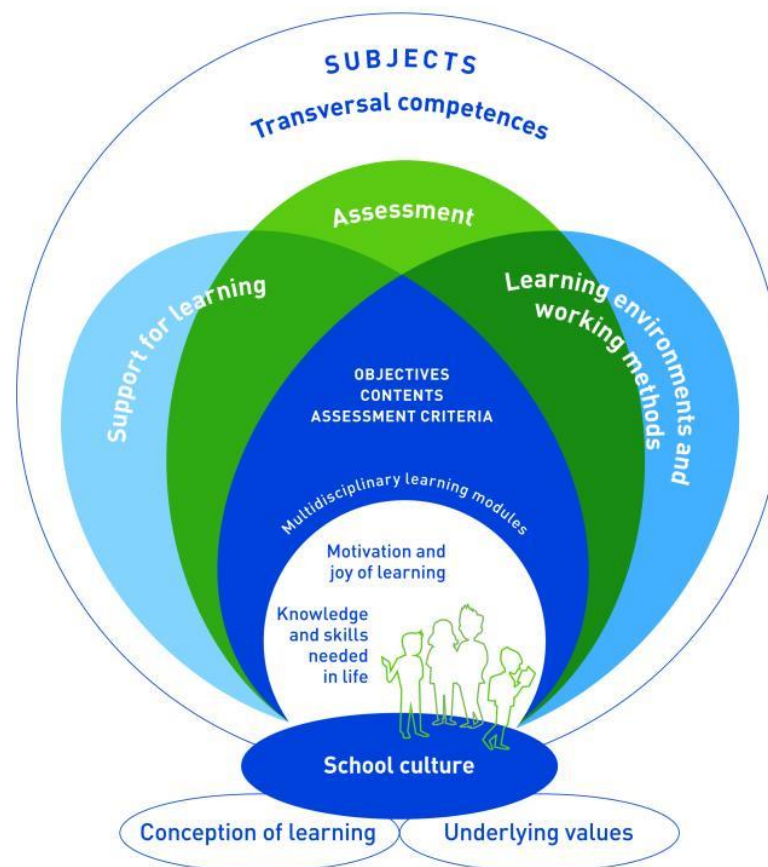 SUBJECTS
Transversal competences
Assessment
Support for learning
Learning environments and
working methods
OBJECTIVES
CONTENTS
ASSESSMENT CRITERIA
Multidisciplinary learning modules
Motivation and
joy of learning
Knowledge
and skills
needed
in life
School culture
Conception of learning
Underlying values